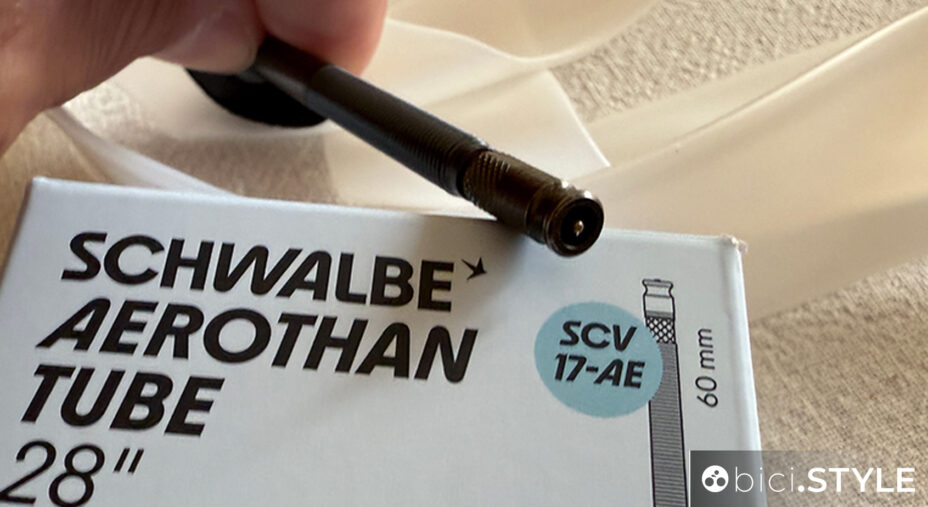 SCHWALBE
AEROTHAN
TUBE
28"
SCV
17-AE
60 mm
bici.STYLE